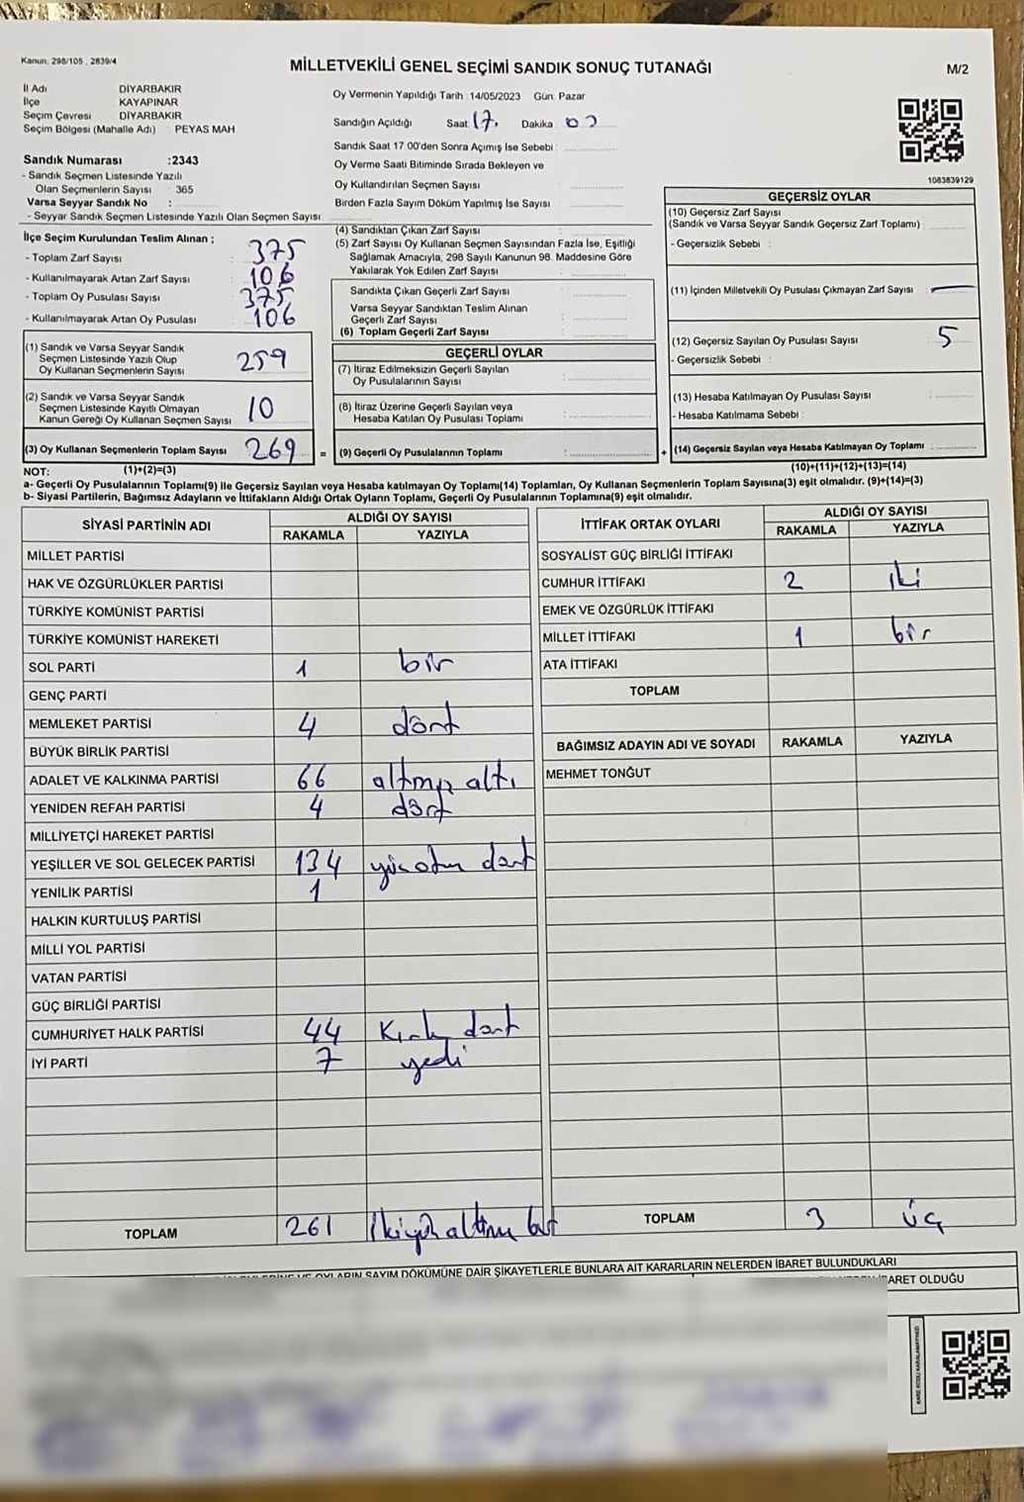 Kanun: 298/105 , 2839/4
MİLLETVEKİLİ GENEL SEÇİMİ SANDIK SONUÇ TUTANAĞI
M/2
İl Adı DİYARBAKIR
İlçe KAYAPINAR
Seçim Çevresi DİYARBAKIR
Seçim Bölgesi (Mahalle Adı) PEYAS MAH
Sandık Numarası :2343
- Sandık Seçmen Listesinde Yazılı
Olan Seçmenlerin Sayısı : 365
Varsa Seyyar Sandık No :
- Seyyar Sandık Seçmen Listesinde Yazılı Olan Seçmen Sayısı
Oy Vermenin Yapıldığı Tarih :14/05/2023 Gün: Pazar
Sandığın Açıldığı Saat 17. Dakika
Sandık Saat 17 00'den Sonra Açımış İse Sebebi :
Oy Verme Saati Bitiminde Sırada Bekleyen ve
Oy Kullandırılan Seçmen Sayısı
Birden Fazla Sayım Döküm Yapılmış İse Sayısı
1083839129
İlçe Seçim Kurulundan Teslim Alınan ;
- Toplam Zarf Sayısı : 375
- Kullanılmayarak Artan Zarf Sayısı : 106
- Toplam Oy Pusulası Sayısı : 375
- Kullanılmayarak Artan Oy Pusulası : 106
(1) Sandık ve Varsa Seyyar Sandık
Seçmen Listesinde Yazılı Olup
Oy Kullanan Seçmenlerin Sayısı 259
(2) Sandık ve Varsa Seyyar Sandık
Seçmen Listesinde Kayıtlı Olmayan
Kanun Gereği Oy Kullanan Seçmen Sayısı 10
(3) Oy Kullanan Seçmenlerin Toplam Sayısı 269
(4) Sandıktan Çıkan Zarf Sayısı
(5) Zarf Sayısı Oy Kullanan Seçmen Sayısından Fazla İse, Eşitliği
Sağlamak Amacıyla, 298 Sayılı Kanunun 98. Maddesine Göre
Yakılarak Yok Edilen Zarf Sayısı
Sandıkta Çıkan Geçerli Zarf Sayısı
Varsa Seyyar Sandıktan Teslim Alınan
Geçerli Zarf Sayısı
(6) Toplam Geçerli Zarf Sayısı
GEÇERLİ OYLAR
(7) İtiraz Edilmeksizin Geçerli Sayılan
Oy Pusulalarının Sayısı
(8) İtiraz Üzerine Geçerli Sayılan veya
Hesaba Katılan Oy Pusulası Toplamı
= (9) Geçerli Oy Pusulalarının Toplamı
GEÇERSİZ OYLAR
(10) Geçersiz Zarf Sayısı
(Sandık ve Varsa Seyyar Sandık Geçersiz Zarf Toplamı)
- Geçersizlik Sebebi :
(11) İçinden Milletvekili Oy Pusulası Çıkmayan Zarf Sayısı —
(12) Geçersiz Sayılan Oy Pusulası Sayısı 5
- Geçersizlik Sebebi :
(13) Hesaba Katılmayan Oy Pusulası Sayısı
- Hesaba Katılmama Sebebi :
+ (14) Geçersiz Sayılan veya Hesaba Katılmayan Oy Toplamı
NOT: (1)+(2)=(3)
(10)+(11)+(12)+(13)=(14)
a- Geçerli Oy Pusulalarının Toplamı(9) ile Geçersiz Sayılan veya Hesaba katılmayan Oy Toplamı(14) Toplamları, Oy Kullanan Seçmenlerin Toplam Sayısına(3) eşit olmalıdır. (9)+(14)=(3)
b- Siyasi Partilerin, Bağımsız Adayların ve İttifakların Aldığı Ortak Oyların Toplamı, Geçerli Oy Pusulalarının Toplamına(9) eşit olmalıdır.
SİYASİ PARTİNİN ADI ALDIĞI OY SAYISI
RAKAMLA YAZIYLA
MİLLET PARTİSİ
HAK VE ÖZGÜRLÜKLER PARTİSİ
TÜRKİYE KOMÜNİST PARTİSİ
TÜRKİYE KOMÜNİST HAREKETİ
SOL PARTİ 1 bir
GENÇ PARTİ
MEMLEKET PARTİSİ 4 dört
BÜYÜK BİRLİK PARTİSİ
ADALET VE KALKINMA PARTİSİ 66 altmış altı
YENİDEN REFAH PARTİSİ 4 dört
MİLLİYETÇİ HAREKET PARTİSİ
YEŞİLLER VE SOL GELECEK PARTİSİ 134 yüz otuz dört
YENİLİK PARTİSİ 1
HALKIN KURTULUŞ PARTİSİ
MİLLİ YOL PARTİSİ
VATAN PARTİSİ
GÜÇ BİRLİĞİ PARTİSİ
CUMHURİYET HALK PARTİSİ 44 Kırk dört
İYİ PARTİ 7 yedi
TOPLAM 261 İkiyüz altmış bir
İTTİFAK ORTAK OYLARI ALDIĞI OY SAYISI
RAKAMLA YAZIYLA
SOSYALİST GÜÇ BİRLİĞİ İTTİFAKI
CUMHUR İTTİFAKI 2 iki
EMEK VE ÖZGÜRLÜK İTTİFAKI
MİLLET İTTİFAKI 1 bir
ATA İTTİFAKI
TOPLAM
BAĞIMSIZ ADAYIN ADI VE SOYADI RAKAMLA YAZIYLA
MEHMET TONĞUT
TOPLAM 3 üç
VE OYLARIN SAYIM DÖKÜMÜNE DAİR ŞİKAYETLERLE BUNLARA AİT KARARLARIN NELERDEN İBARET BULUNDUKLARI
İBARET OLDUĞU